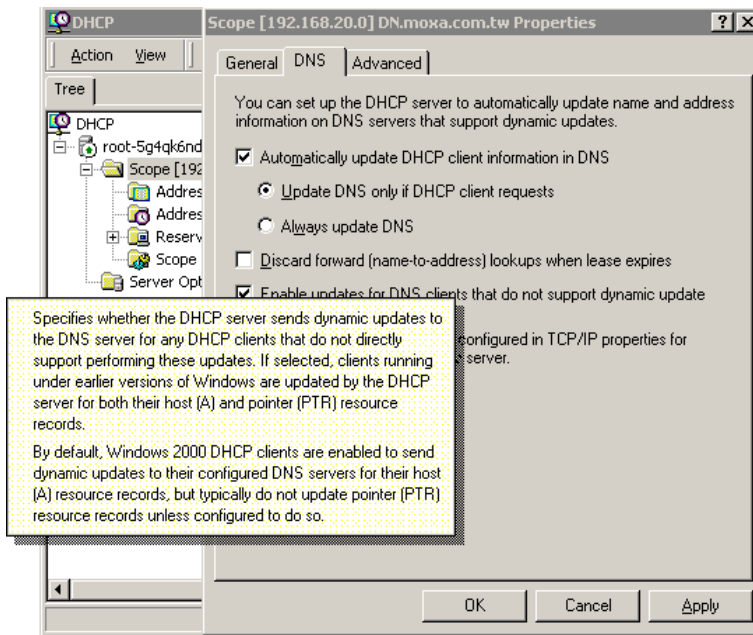 DHCP
Action View
Tree
DHCP
root-5g4qk6nd
Scope [192
Addres
Addres
Reserv
Scope
Server Opt
Scope [192.168.20.0] DN.moxa.com.tw Properties
General DNS Advanced
You can set up the DHCP server to automatically update name and address
information on DNS servers that support dynamic updates.
Automatically update DHCP client information in DNS
Update DNS only if DHCP client requests
Always update DNS
Discard forward (name-to-address) lookups when lease expires
Enable updates for DNS clients that do not support dynamic update
configured in TCP/IP properties for
server.
Specifies whether the DHCP server sends dynamic updates to
the DNS server for any DHCP clients that do not directly
support performing these updates. If selected, clients running
under earlier versions of Windows are updated by the DHCP
server for both their host (A) and pointer (PTR) resource
records.
By default, Windows 2000 DHCP clients are enabled to send
dynamic updates to their configured DNS servers for their host
(A) resource records, but typically do not update pointer (PTR)
resource records unless configured to do so.
OK Cancel Apply